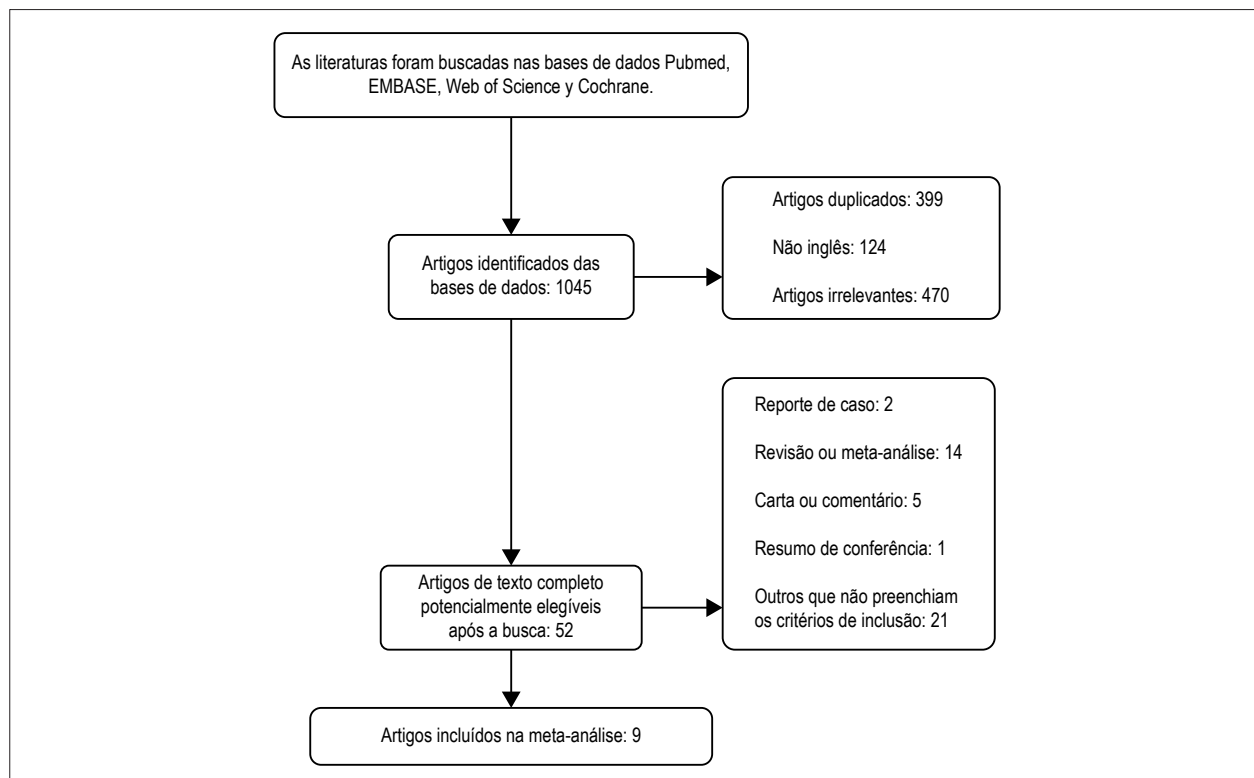 As literaturas foram buscadas nas bases de dados Pubmed,
EMBASE, Web of Science y Cochrane.
Artigos identificados das
bases de dados: 1045
Artigos duplicados: 399
Não inglês: 124
Artigos irrelevantes: 470
Artigos de texto completo
potencialmente elegíveis
após a busca: 52
Reporte de caso: 2
Revisão ou meta-análise: 14
Carta ou comentário: 5
Resumo de conferência: 1
Outros que não preenchiam
os critérios de inclusão: 21
Artigos incluídos na meta-análise: 9